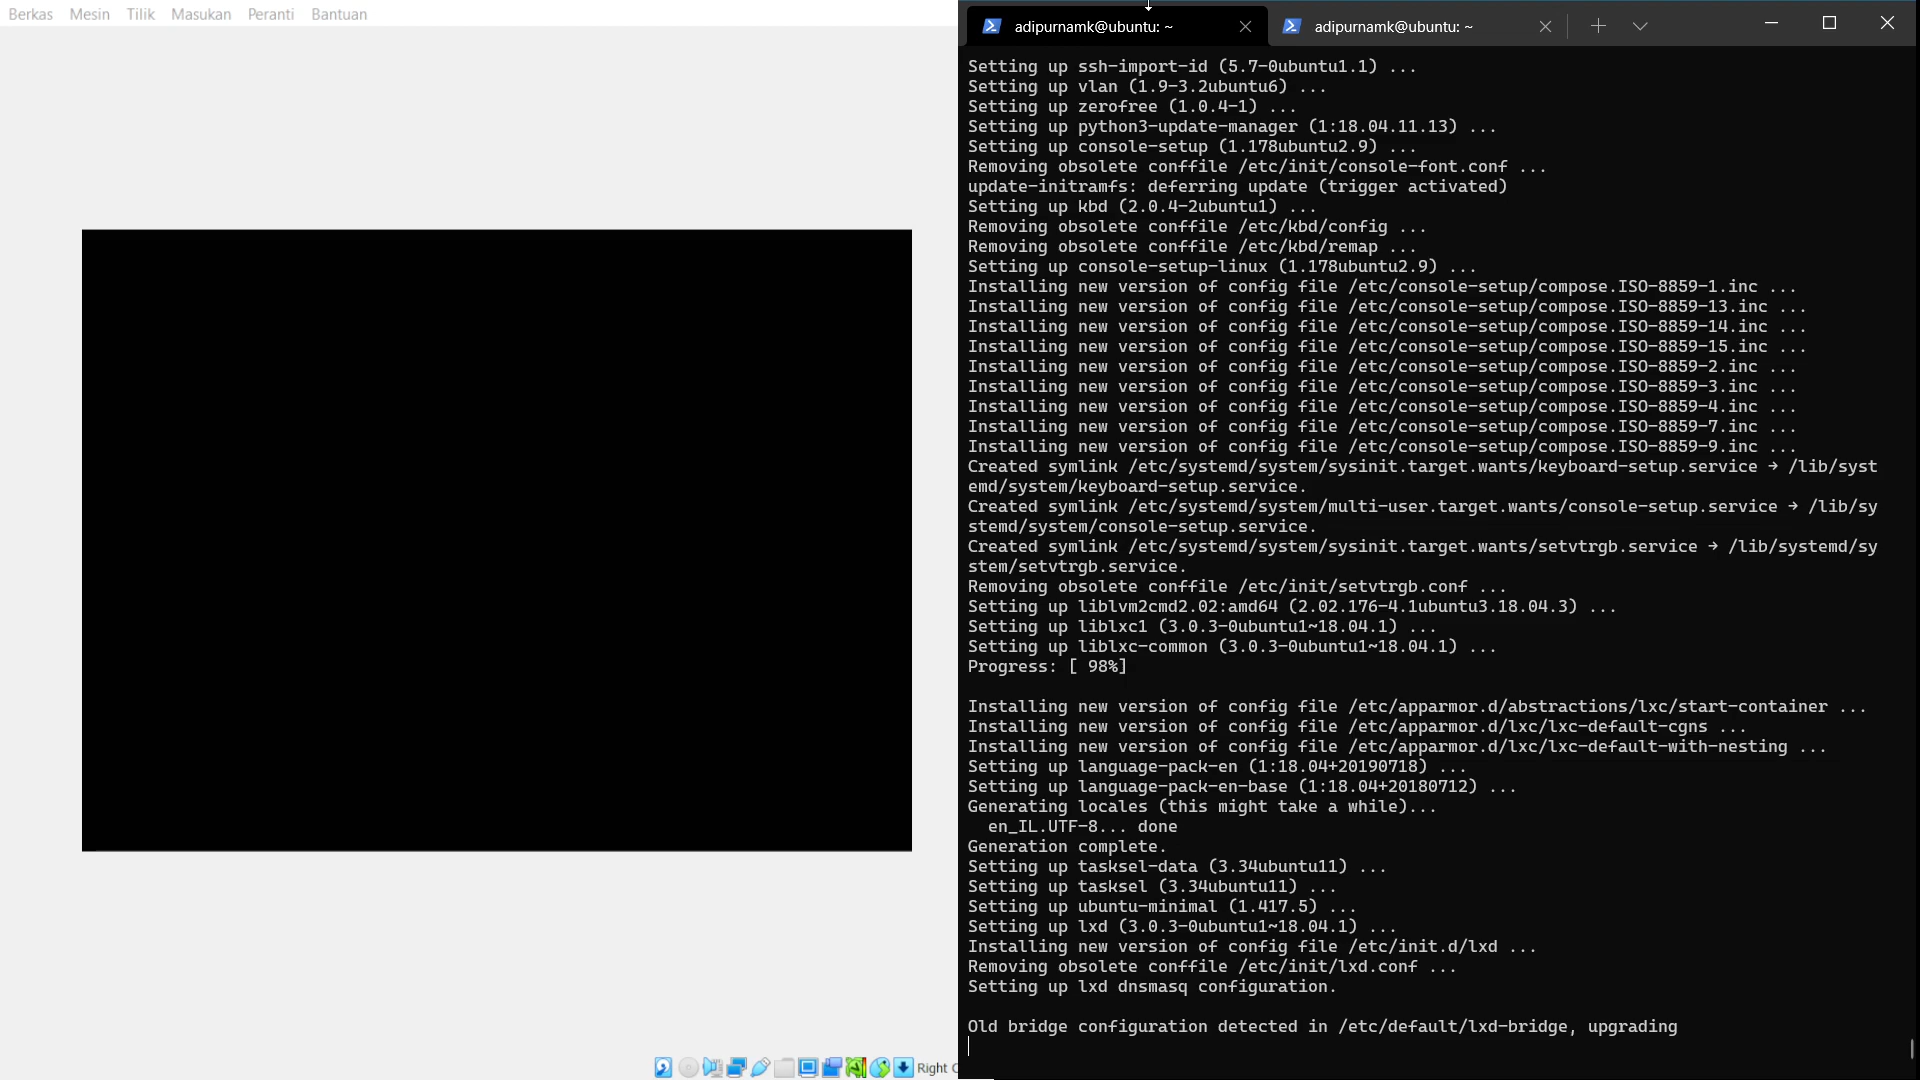 Berkas Mesin Tilik Masukan Peranti Bantuan
adipurnamk@ubuntu: ~
adipurnamk@ubuntu: ~
Setting up ssh-import-id (5.7-0ubuntu1.1) ...
Setting up vlan (1.9-3.2ubuntu6) ...
Setting up zerofree (1.0.4-1) ...
Setting up python3-update-manager (1:18.04.11.13) ...
Setting up console-setup (1.178ubuntu2.9) ...
Removing obsolete conffile /etc/init/console-font.conf ...
update-initramfs: deferring update (trigger activated)
Setting up kbd (2.0.4-2ubuntu1) ...
Removing obsolete conffile /etc/kbd/config ...
Removing obsolete conffile /etc/kbd/remap ...
Setting up console-setup-linux (1.178ubuntu2.9) ...
Installing new version of config file /etc/console-setup/compose.ISO-8859-1.inc ...
Installing new version of config file /etc/console-setup/compose.ISO-8859-13.inc ...
Installing new version of config file /etc/console-setup/compose.ISO-8859-14.inc ...
Installing new version of config file /etc/console-setup/compose.ISO-8859-15.inc ...
Installing new version of config file /etc/console-setup/compose.ISO-8859-2.inc ...
Installing new version of config file /etc/console-setup/compose.ISO-8859-3.inc ...
Installing new version of config file /etc/console-setup/compose.ISO-8859-4.inc ...
Installing new version of config file /etc/console-setup/compose.ISO-8859-7.inc ...
Installing new version of config file /etc/console-setup/compose.ISO-8859-9.inc ...
Created symlink /etc/systemd/system/sysinit.target.wants/keyboard-setup.service → /lib/syst
emd/system/keyboard-setup.service.
Created symlink /etc/systemd/system/multi-user.target.wants/console-setup.service → /lib/sy
stemd/system/console-setup.service.
Created symlink /etc/systemd/system/sysinit.target.wants/setvtrgb.service → /lib/systemd/sy
stem/setvtrgb.service.
Removing obsolete conffile /etc/init/setvtrgb.conf ...
Setting up liblvm2cmd2.02:amd64 (2.02.176-4.1ubuntu3.18.04.3) ...
Setting up liblxc1 (3.0.3-0ubuntu1~18.04.1) ...
Setting up liblxc-common (3.0.3-0ubuntu1~18.04.1) ...
Progress: [ 98%]
Installing new version of config file /etc/apparmor.d/abstractions/lxc/start-container ...
Installing new version of config file /etc/apparmor.d/lxc/lxc-default-cgns ...
Installing new version of config file /etc/apparmor.d/lxc/lxc-default-with-nesting ...
Setting up language-pack-en (1:18.04+20190718) ...
Setting up language-pack-en-base (1:18.04+20180712) ...
Generating locales (this might take a while)...
  en_IL.UTF-8... done
Generation complete.
Setting up tasksel-data (3.34ubuntu11) ...
Setting up tasksel (3.34ubuntu11) ...
Setting up ubuntu-minimal (1.417.5) ...
Setting up lxd (3.0.3-0ubuntu1~18.04.1) ...
Installing new version of config file /etc/init.d/lxd ...
Removing obsolete conffile /etc/init/lxd.conf ...
Setting up lxd dnsmasq configuration.
Old bridge configuration detected in /etc/default/lxd-bridge, upgrading
Right C